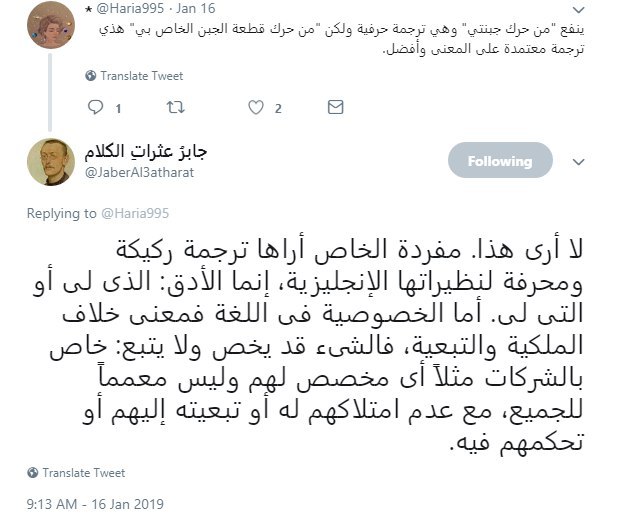 * @Haria995 · Jan 16
ينفع "من حرك جبنتي" وهي ترجمة حرفية ولكن "من حرك قطعة الجبن الخاص بي" هذي
ترجمة معتمدة على المعنى وأفضل.
Translate Tweet
1
2
جابرُ عثراتِ الكلام
@JaberAl3atharat
Following
Replying to @Haria995
لا أرى هذا. مفردة الخاص أراها ترجمة ركيكة
ومحرفة لنظيراتها الإنجليزية، إنما الأدق: الذى لى أو
التى لى. أما الخصوصية فى اللغة فمعنى خلاف
الملكية والتبعية، فالشىء قد يخص ولا يتبع: خاص
بالشركات مثلاً أى مخصص لهم وليس معمماً
للجميع، مع عدم امتلاكهم له أو تبعيته إليهم أو
تحكمهم فيه.
Translate Tweet
9:13 AM - 16 Jan 2019